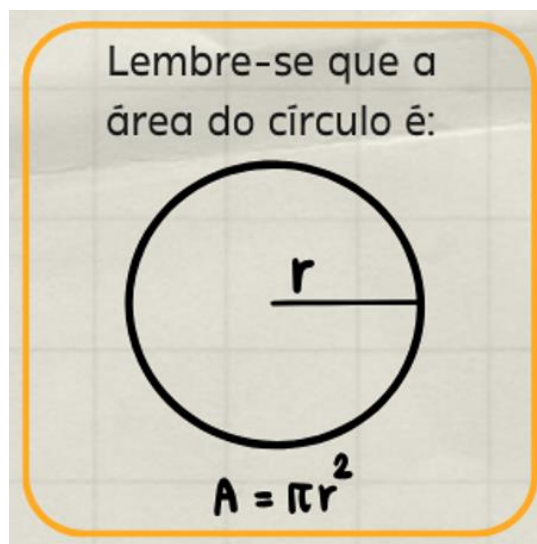 Lembre-se que a
área do círculo é:
r
A = πr²